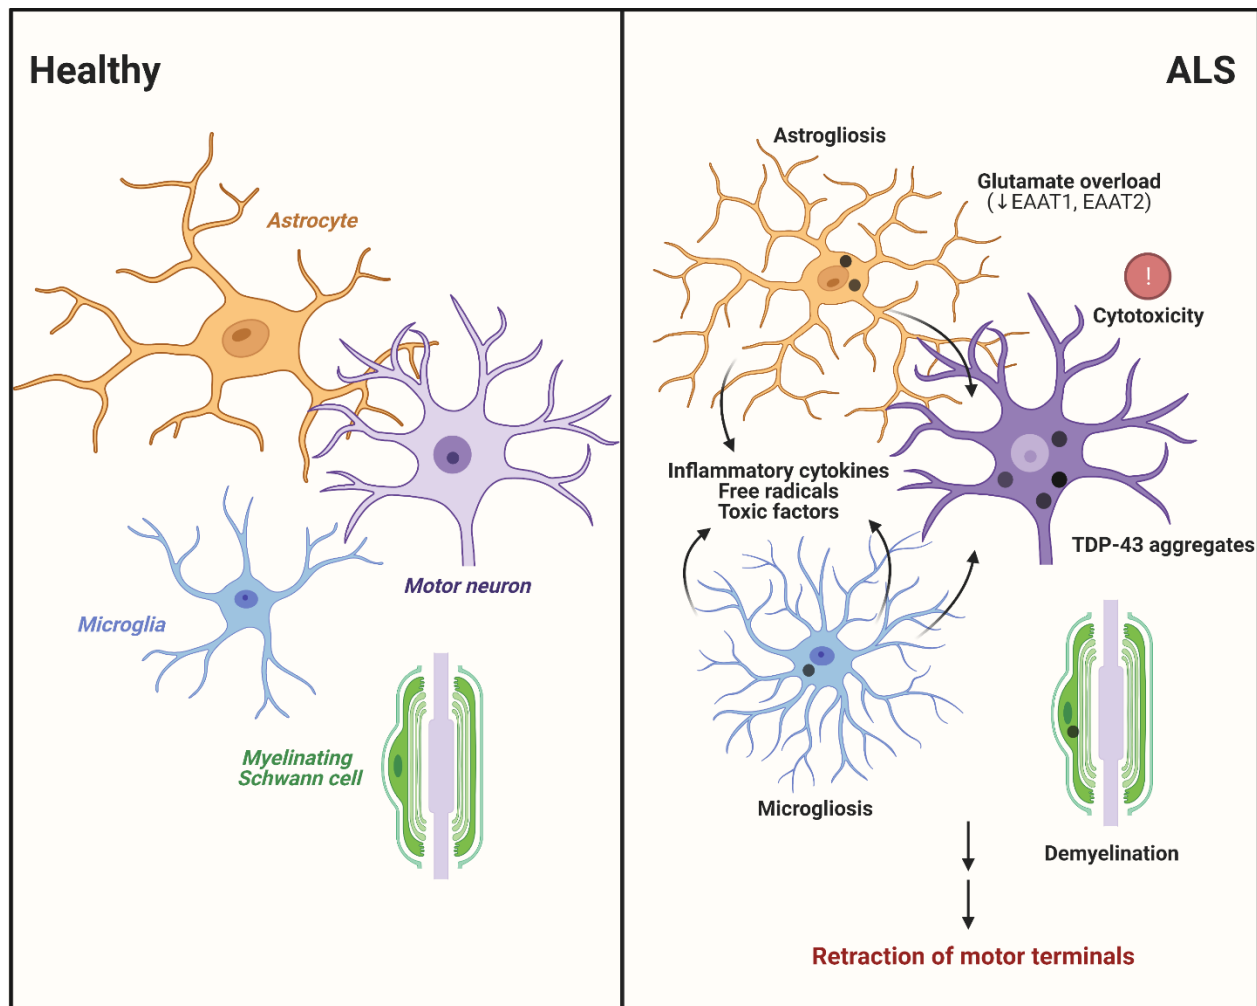 Healthy
Astrocyte
Motor neuron
Microglia
Myelinating
Schwann cell
ALS
Astrogliosis
Glutamate overload
(↓EAAT1, EAAT2)
!
Cytotoxicity
Inflammatory cytokines
Free radicals
Toxic factors
TDP-43 aggregates
Microgliosis
Demyelination
Retraction of motor terminals